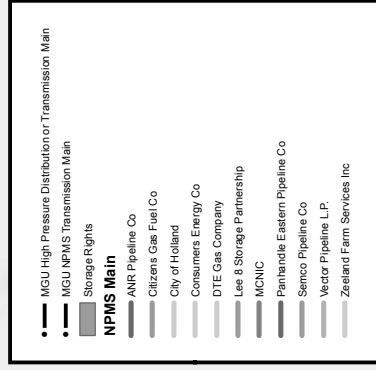 MGU High Pressure Distribution or Transmission Main
MGU NPMS Transmission Main
Storage Rights
NPMS Main
ANR Pipeline Co
Citizens Gas Fuel Co
City of Holland
Consumers Energy Co
DTE Gas Company
Lee 8 Storage Partnership
MCNIC
Panhandle Eastern Pipeline Co
Semco Pipeline Co
Vector Pipeline L.P.
Zeeland Farm Services Inc